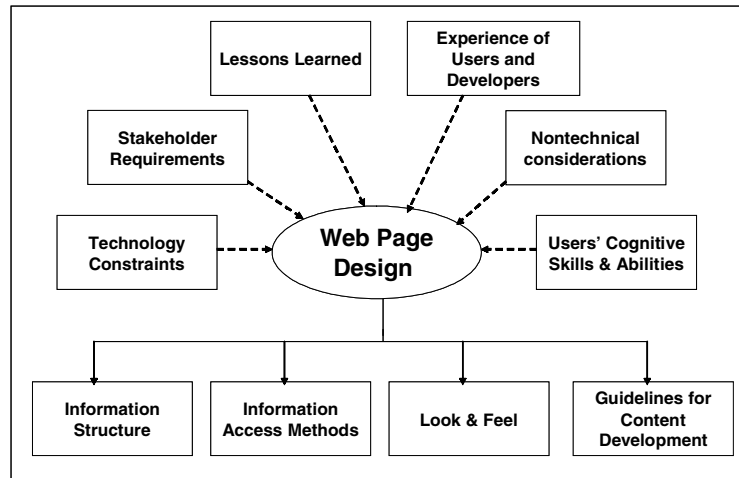 Lessons Learned
Experience of
Users and
Developers
Stakeholder
Requirements
Nontechnical
considerations
Technology
Constraints
Web Page
Design
Users' Cognitive
Skills & Abilities
Information
Structure
Information
Access Methods
Look & Feel
Guidelines for
Content
Development